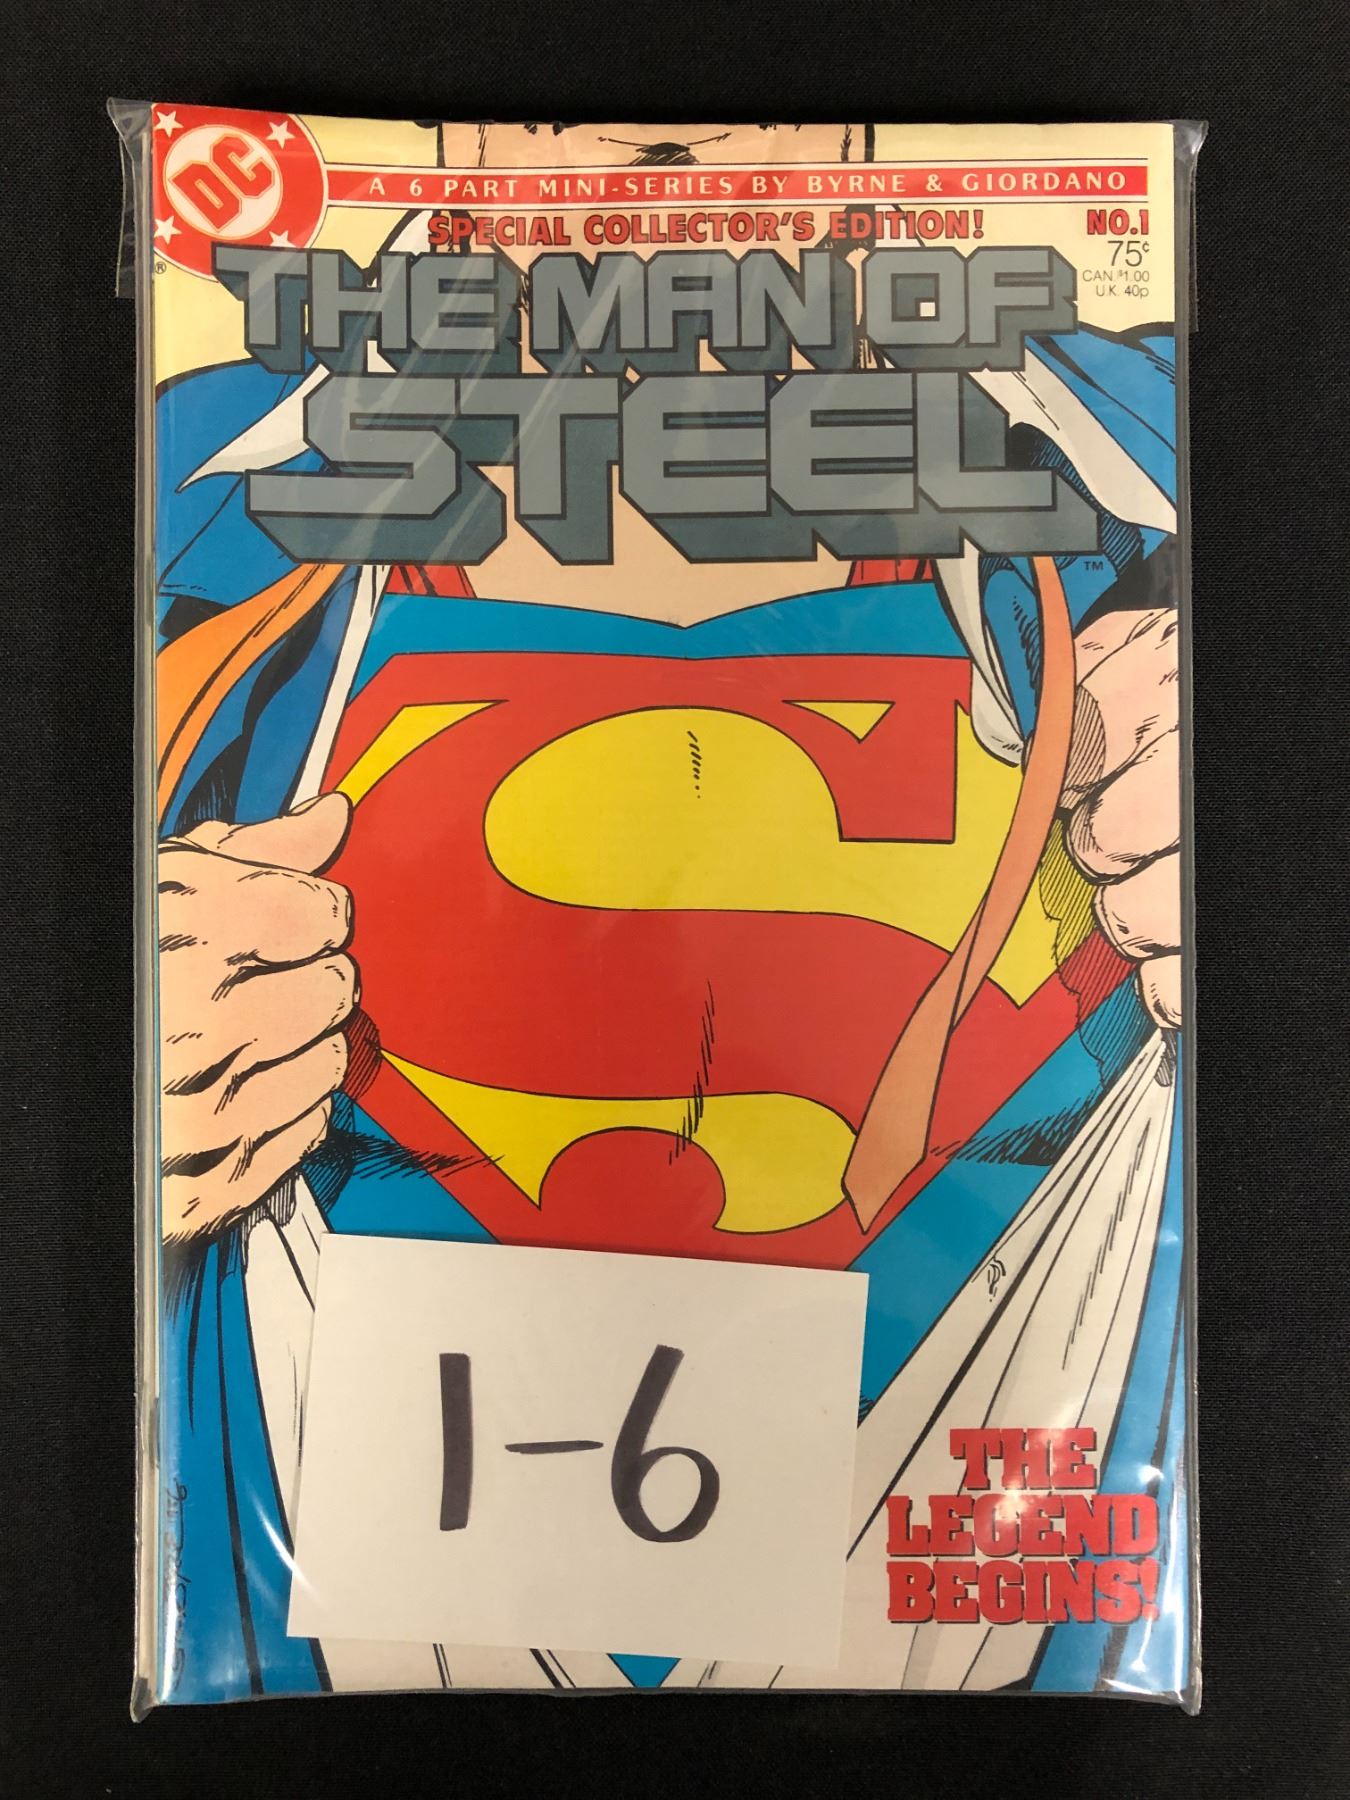 DC
®
A 6 PART MINI-SERIES BY BYRNE & GIORDANO
SPECIAL COLLECTOR'S EDITION!
NO.1
75¢
CAN. $1.00
U.K. 40p
THE MAN OF
STEEL
TM
1-6
THE
LEGEND
BEGINS!